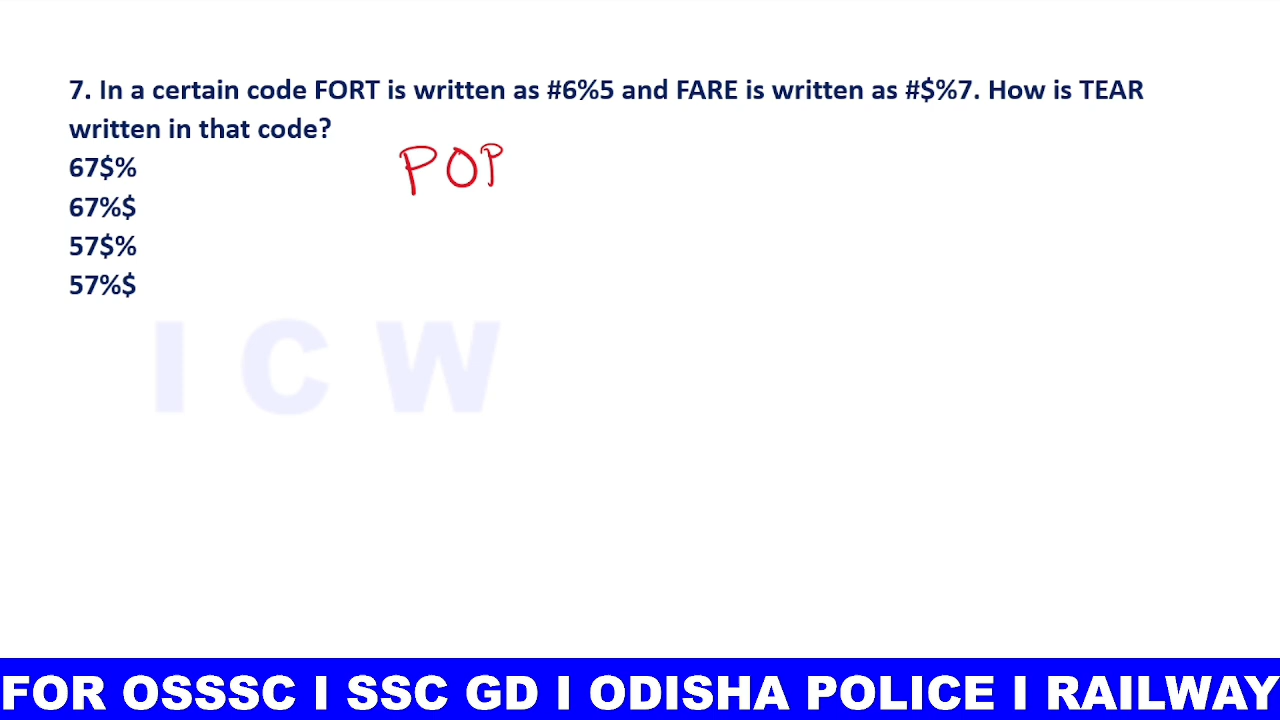 7. In a certain code FORT is written as #6%5 and FARE is written as #$%7. How is TEAR
written in that code?
67$%
POP
67%$
57$%
57%$
I C W
FOR OSSSC I SSC GD I ODISHA POLICE I RAILWAY